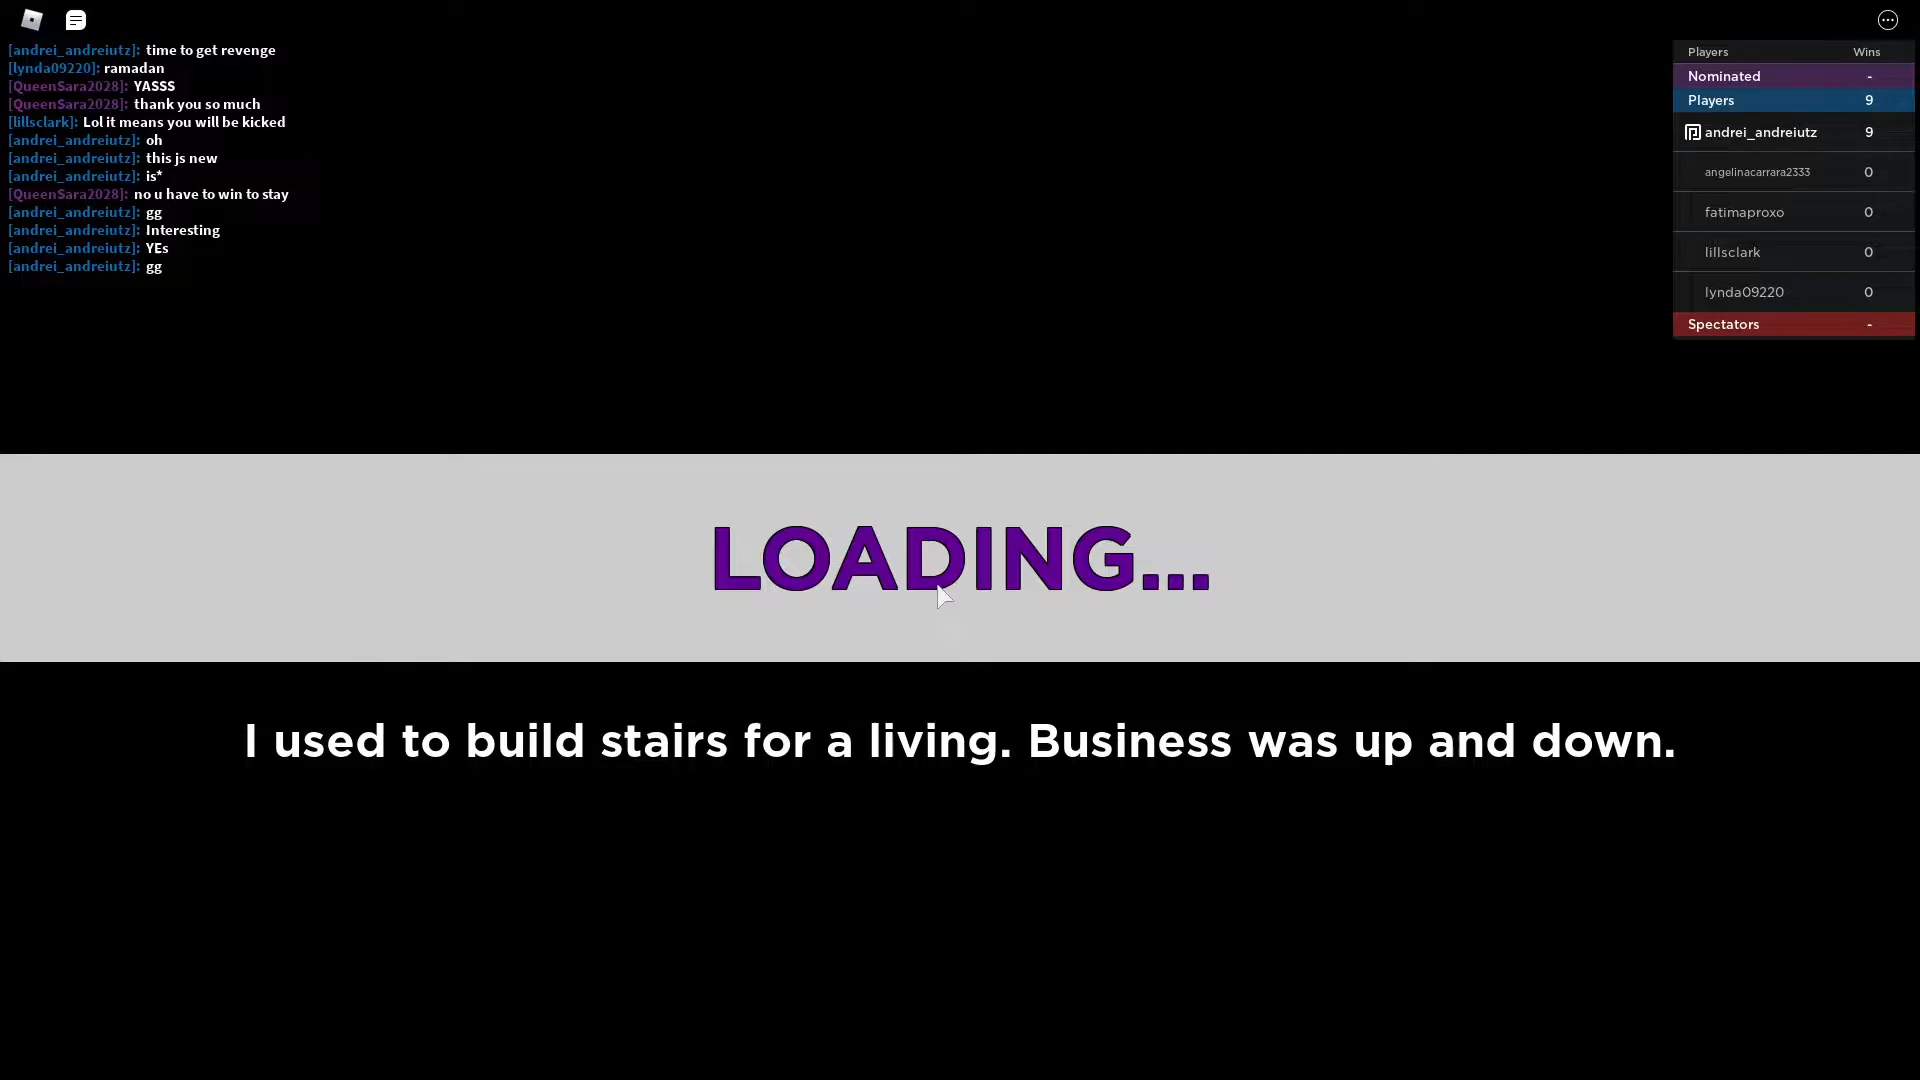 [andrei_andreiutz]: time to get revenge
[lynda09220]: ramadan
[QueenSara2028]: YASSS
[QueenSara2028]: thank you so much
[lillsclark]: Lol it means you will be kicked
[andrei_andreiutz]: oh
[andrei_andreiutz]: this js new
[andrei_andreiutz]: is*
[QueenSara2028]: no u have to win to stay
[andrei_andreiutz]: gg
[andrei_andreiutz]: Interesting
[andrei_andreiutz]: YEs
[andrei_andreiutz]: gg
Players Wins
Nominated -
Players 9
andrei_andreiutz 9
angelinacarrara2333 0
fatimaproxo 0
lillsclark 0
lynda09220 0
Spectators -
LOADING...
I used to build stairs for a living. Business was up and down.